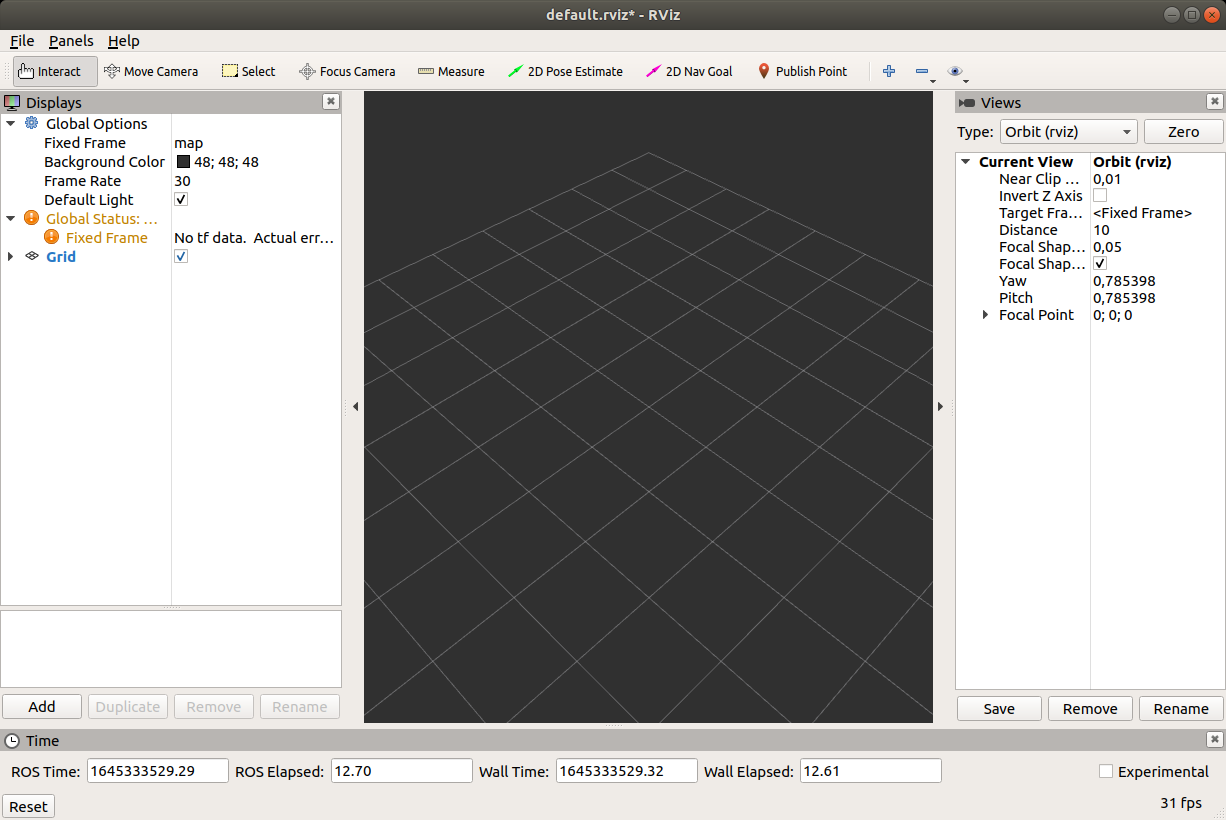 default.rviz* - RViz
File Panels Help
Interact Move Camera Select Focus Camera Measure 2D Pose Estimate 2D Nav Goal Publish Point
Displays
Global Options
Fixed Frame map
Background Color 48; 48; 48
Frame Rate 30
Default Light
Global Status: ...
Fixed Frame No tf data. Actual err...
Grid
Add Duplicate Remove Rename
Views
Type: Orbit (rviz) Zero
Current View Orbit (rviz)
Near Clip ... 0,01
Invert Z Axis
Target Fra... <Fixed Frame>
Distance 10
Focal Shap... 0,05
Focal Shap...
Yaw 0,785398
Pitch 0,785398
Focal Point 0; 0; 0
Save Remove Rename
Time
ROS Time: 1645333529.29 ROS Elapsed: 12.70 Wall Time: 1645333529.32 Wall Elapsed: 12.61 Experimental
Reset 31 fps